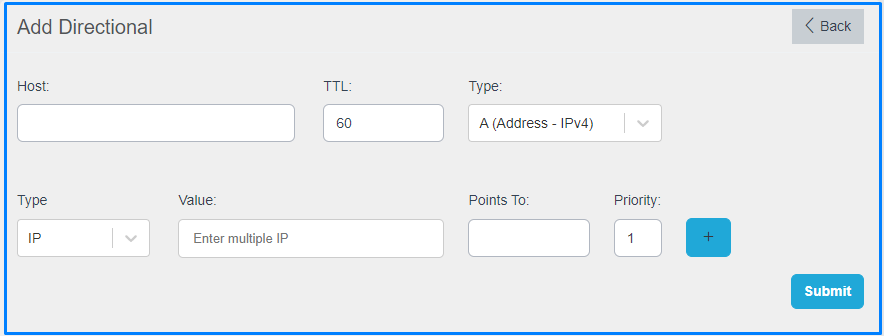 Add Directional
Back
Host: TTL: Type:
60 A (Address - IPv4)
Type Value: Points To: Priority:
IP Enter multiple IP 1 +
Submit